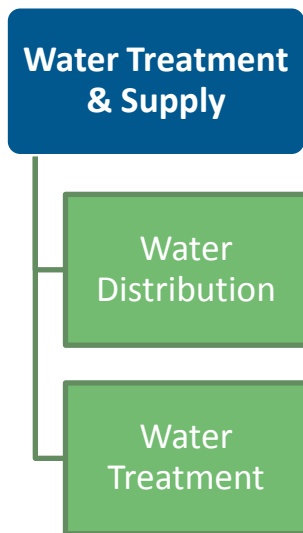 Water Treatment
& Supply
Water
Distribution
Water
Treatment